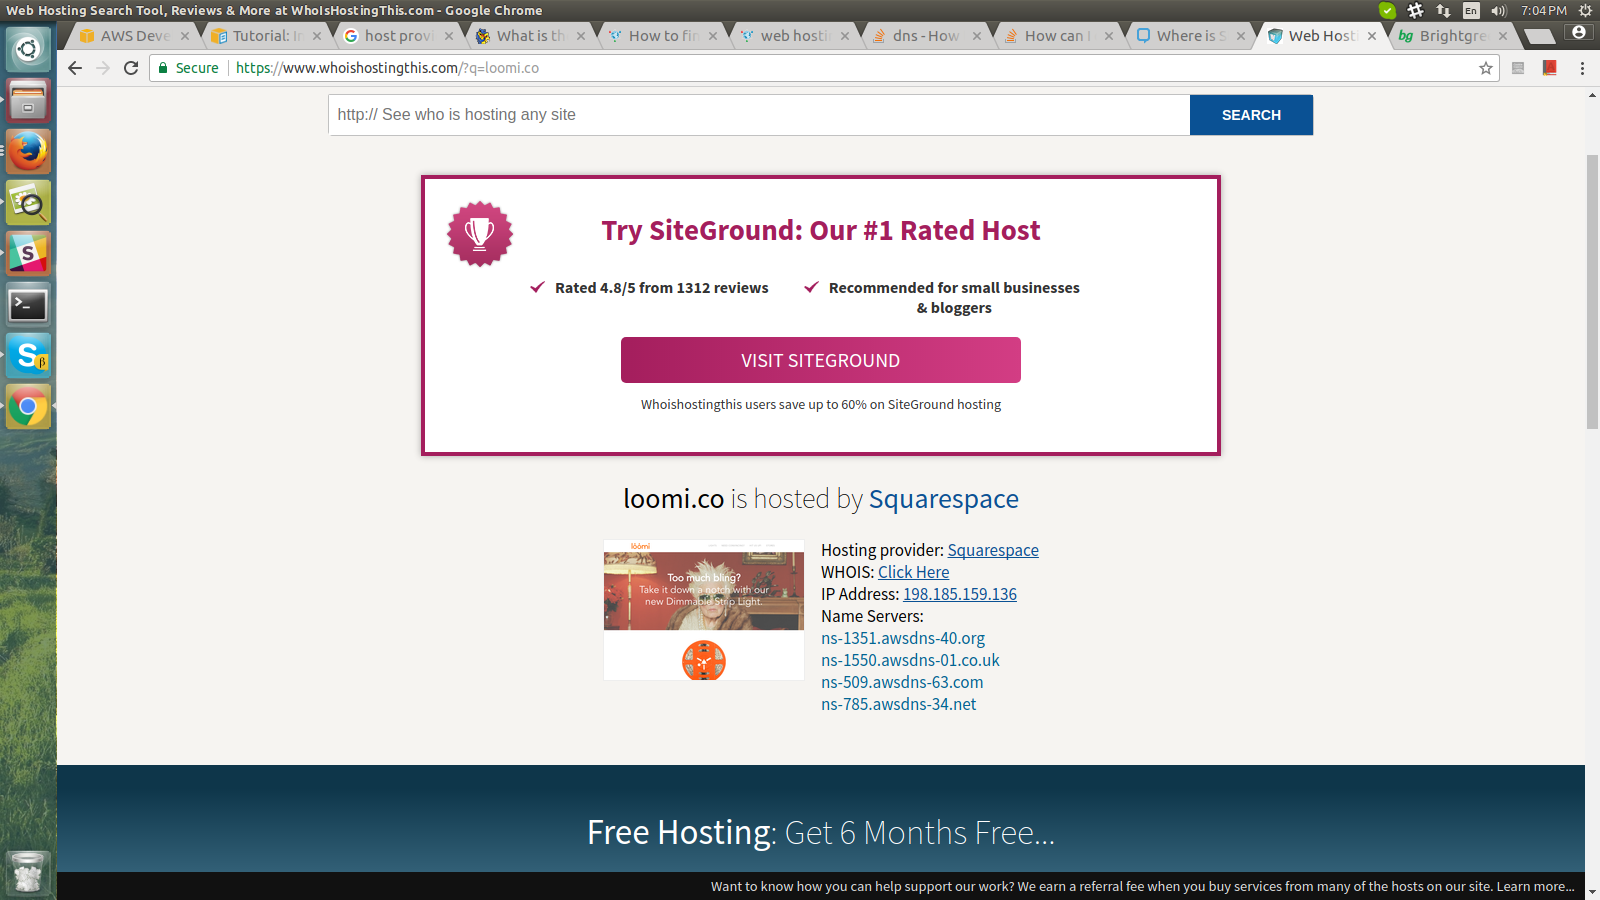 Web Hosting Search Tool, Reviews & More at WhoIsHostingThis.com - Google Chrome
En
7:04 PM
AWS Deve
Tutorial: I
host provi
What is th
How to fi
web hosti
dns - How
How can
Where is S
Web Host
bg Brightgre
Secure
https://www.whoishostingthis.com/?q=loomi.co
http:// See who is hosting any site
SEARCH
Try SiteGround: Our #1 Rated Host
Rated 4.8/5 from 1312 reviews
Recommended for small businesses
& bloggers
VISIT SITEGROUND
Whoishostingthis users save up to 60% on SiteGround hosting
loomi.co is hosted by Squarespace
Too much bling?
Take it down a notch with our
new Dimmable Strip Light.
Hosting provider: Squarespace
WHOIS: Click Here
IP Address: 198.185.159.136
Name Servers:
ns-1351.awsdns-40.org
ns-1550.awsdns-01.co.uk
ns-509.awsdns-63.com
ns-785.awsdns-34.net
Free Hosting: Get 6 Months Free...
Want to know how you can help support our work? We earn a referral fee when you buy services from many of the hosts on our site. Learn more...